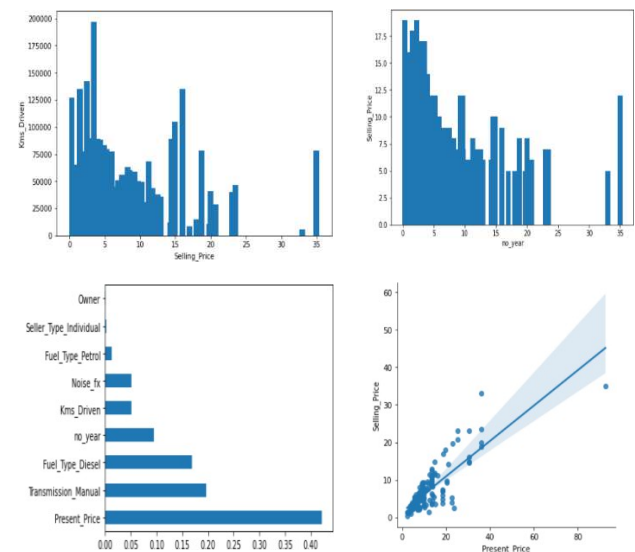 200000
175000
150000
125000
100000
75000
50000
25000
0
Kms_Driven
0 5 10 15 20 25 30 35
Selling_Price
17.5
15.0
12.5
10.0
7.5
5.0
2.5
0.0
Selling_Price
0 5 10 15 20 25 30 35
no_year
Owner
Seller_Type_Individual
Fuel_Type_Petrol
Noise_fx
Kms_Driven
no_year
Fuel_Type_Diesel
Transmission_Manual
Present_Price
0.00 0.05 0.10 0.15 0.20 0.25 0.30 0.35 0.40
60
50
40
30
20
10
0
Selling_Price
0 20 40 60 80
Present_Price